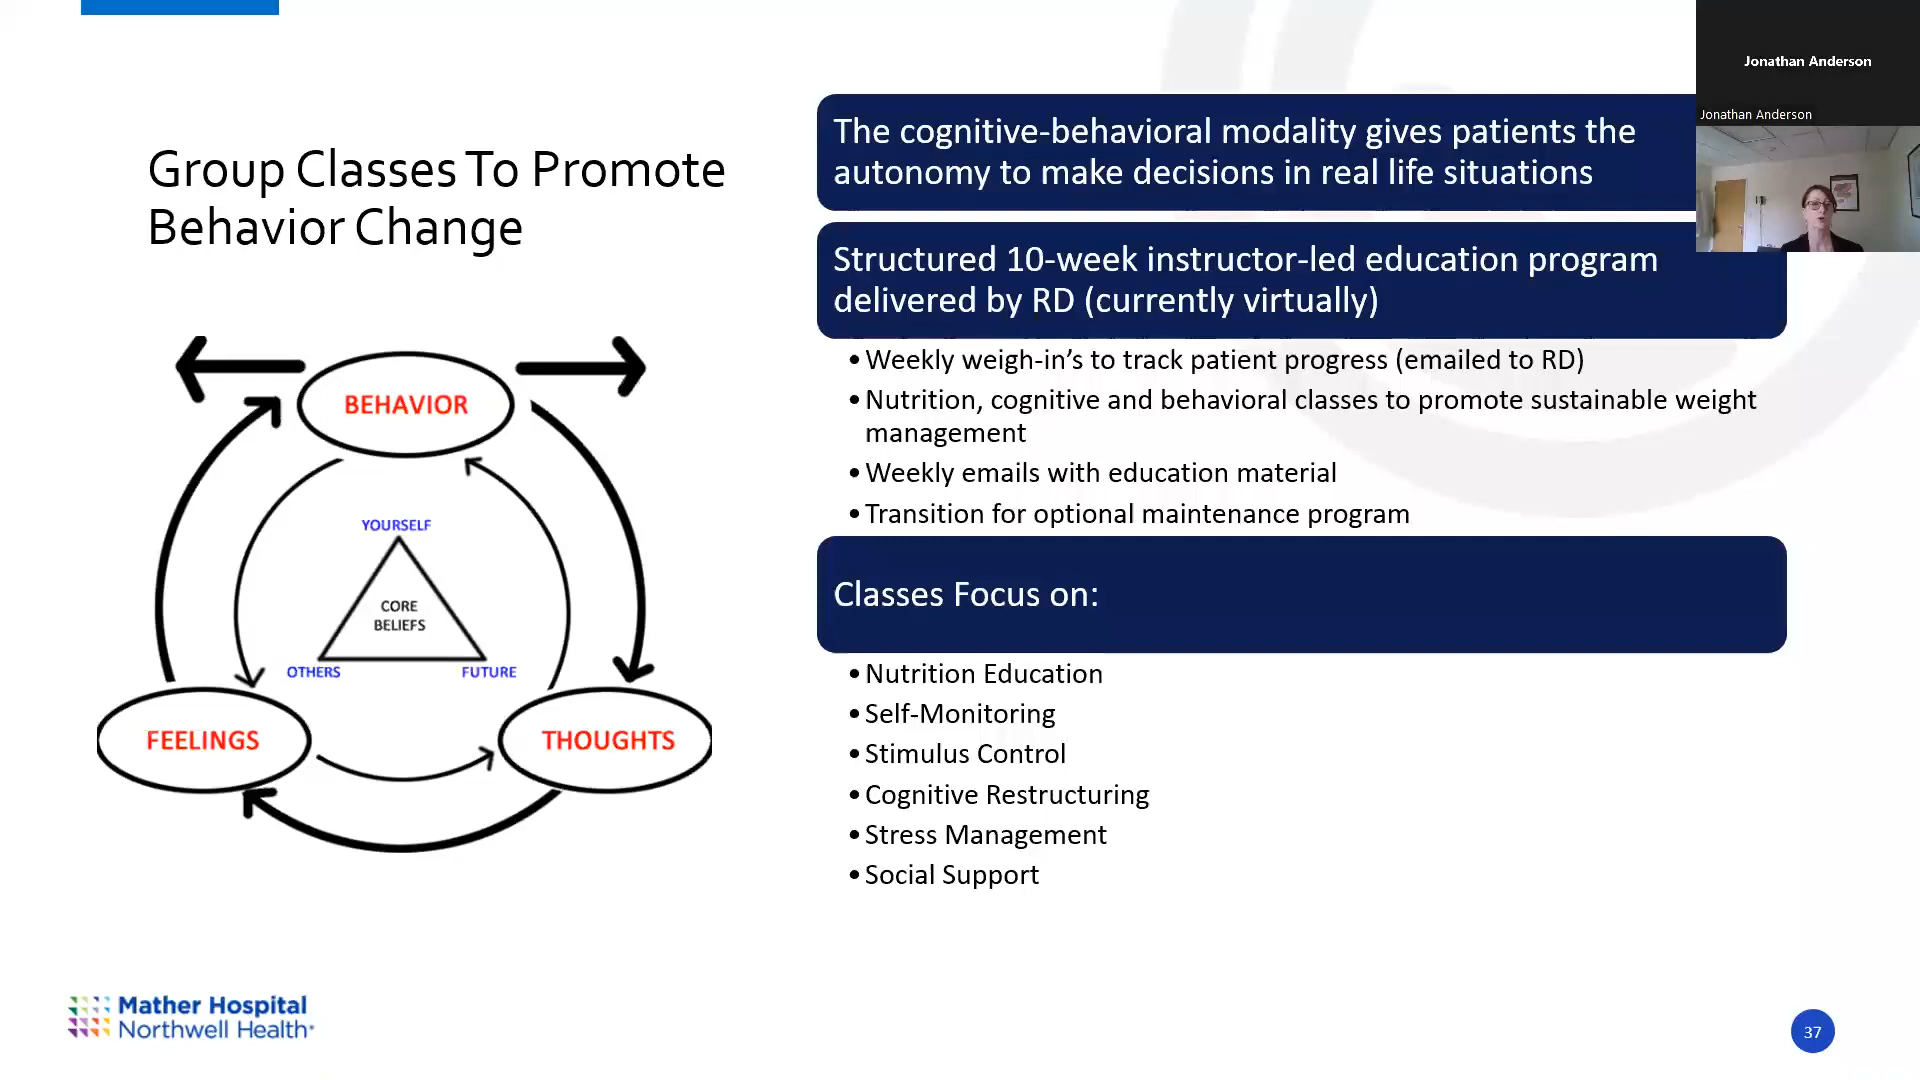 Jonathan Anderson
Jonathan Anderson
Group Classes To Promote
Behavior Change
The cognitive-behavioral modality gives patients the
autonomy to make decisions in real life situations
Structured 10-week instructor-led education program
delivered by RD (currently virtually)
•Weekly weigh-in’s to track patient progress (emailed to RD)
•Nutrition, cognitive and behavioral classes to promote sustainable weight
management
•Weekly emails with education material
•Transition for optional maintenance program
Classes Focus on:
•Nutrition Education
•Self-Monitoring
•Stimulus Control
•Cognitive Restructuring
•Stress Management
•Social Support
BEHAVIOR
YOURSELF
CORE
BELIEFS
OTHERS
FUTURE
FEELINGS
THOUGHTS
Mather Hospital
Northwell Health
37